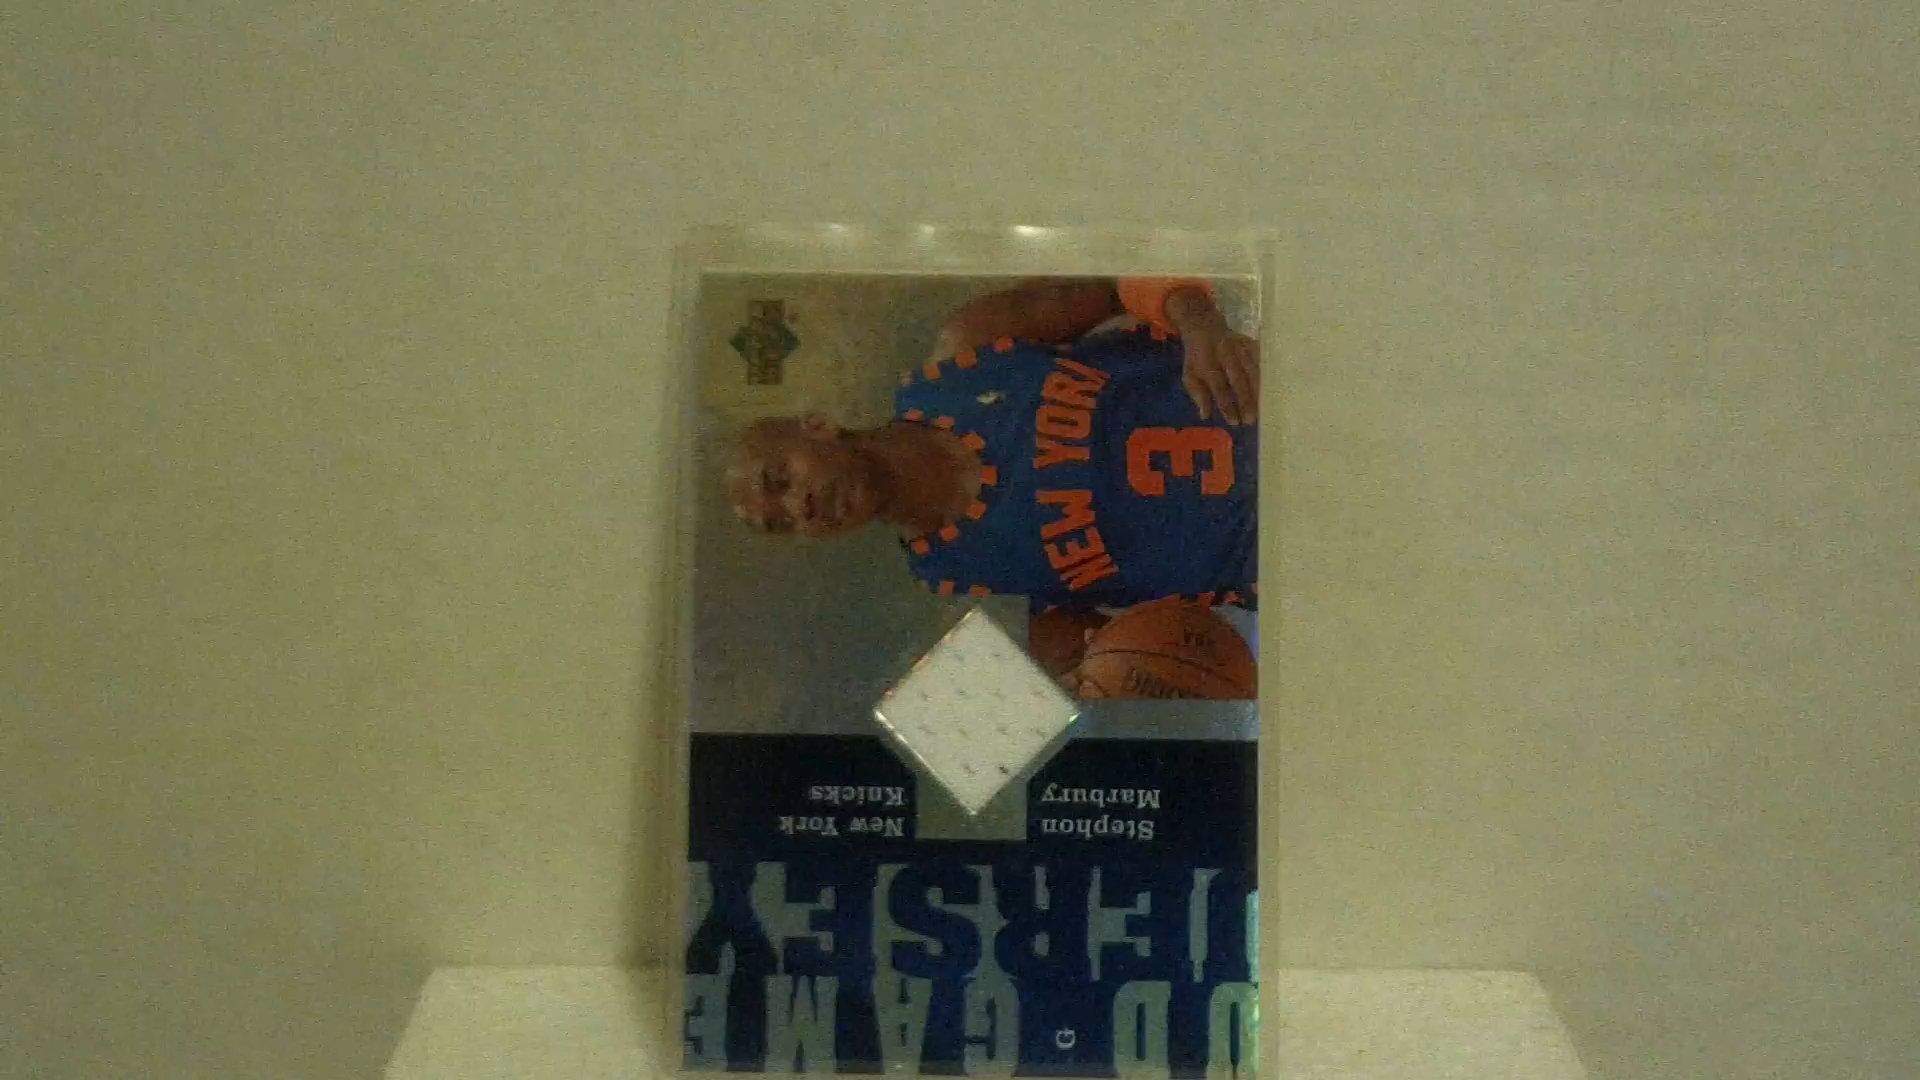 NEW YORK
3
Stephon
Marbury
New York
Knicks
UD GAME
JERSEY
G